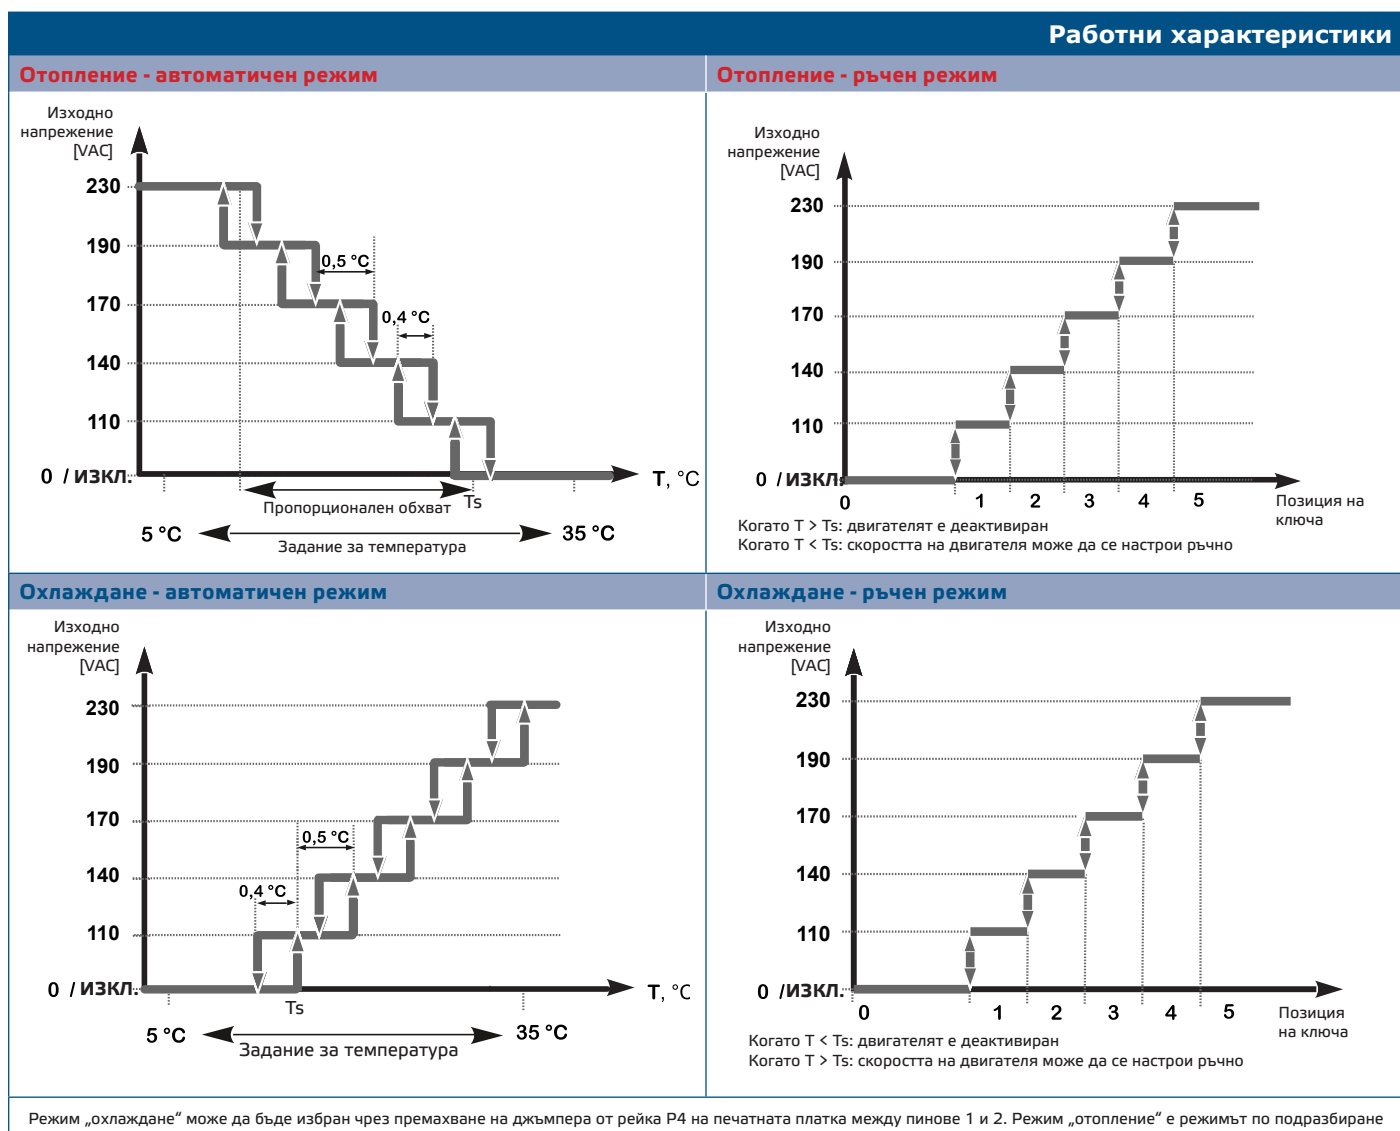 Работни характеристики
Отопление - автоматичен режим
Изходно
напрежение
[VAC]
230
190
0,5 °C
170
0,4 °C
140
110
0 / ИЗКЛ.
T, °C
Ts
Пропорционален обхват
5 °C
35 °C
Задание за температура
Отопление - ръчен режим
Изходно
напрежение
[VAC]
230
190
170
140
110
0 / ИЗКЛ.
0 1 2 3 4 5
Позиция на
ключа
Когато T > Ts: двигателят е деактивиран
Когато T < Ts: скоростта на двигателя може да се настрои ръчно
Охлаждане - автоматичен режим
Изходно
напрежение
[VAC]
230
190
170
0,5 °C
140
0,4 °C
110
0 / ИЗКЛ.
T, °C
Ts
5 °C
35 °C
Задание за температура
Охлаждане - ръчен режим
Изходно
напрежение
[VAC]
230
190
170
140
110
0 /ИЗКЛ.
0 1 2 3 4 5
Позиция
на ключа
Когато T < Ts: двигателят е деактивиран
Когато T > Ts: скоростта на двигателя може да се настрои ръчно
Режим „охлаждане“ може да бъде избран чрез премахване на джъмпера от рейка P4 на печатната платка между пинове 1 и 2. Режим „отопление“ е режимът по подразбиране